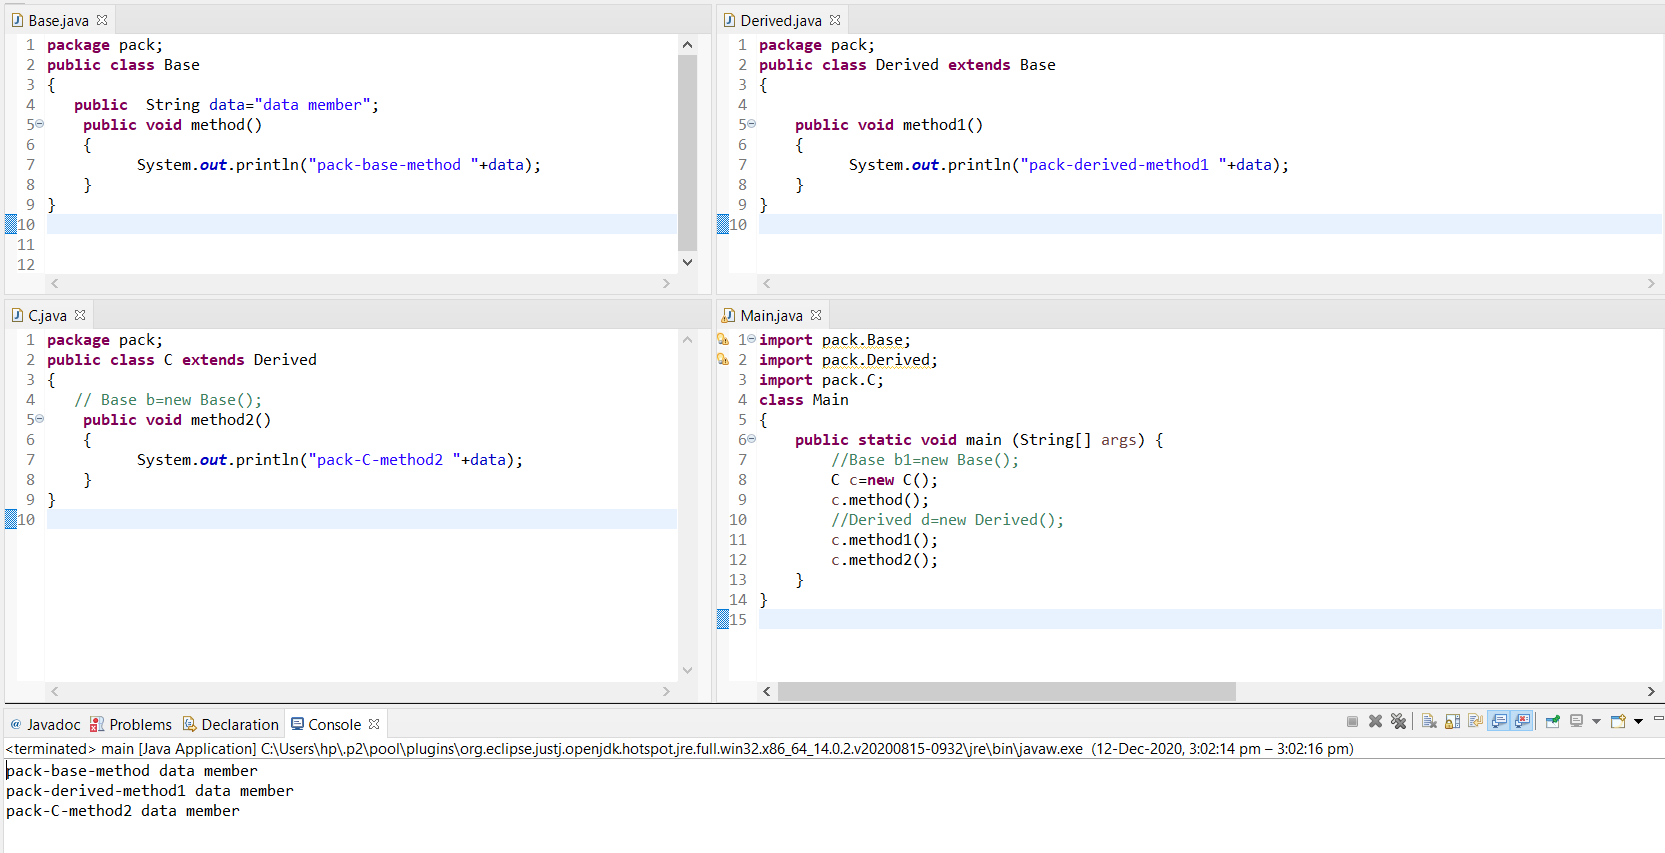 Base.java
1 package pack;
2 public class Base
3 {
4 public  String data="data member";
5 public void method()
6 {
7 System.out.println("pack-base-method "+data);
8 }
9 }
10
11
12
Derived.java
1 package pack;
2 public class Derived extends Base
3 {
4
5 public void method1()
6 {
7 System.out.println("pack-derived-method1 "+data);
8 }
9 }
10
C.java
1 package pack;
2 public class C extends Derived
3 {
4 // Base b=new Base();
5 public void method2()
6 {
7 System.out.println("pack-C-method2 "+data);
8 }
9 }
10
Main.java
1 import pack.Base;
2 import pack.Derived;
3 import pack.C;
4 class Main
5 {
6 public static void main (String[] args) {
7 //Base b1=new Base();
8 C c=new C();
9 c.method();
10 //Derived d=new Derived();
11 c.method1();
12 c.method2();
13 }
14 }
15
@ Javadoc Problems Declaration Console
<terminated> main [Java Application] C:\Users\hp\.p2\pool\plugins\org.eclipse.justj.openjdk.hotspot.jre.full.win32.x86_64_14.0.2.v20200815-0932\jre\bin\javaw.exe  (12-Dec-2020, 3:02:14 pm – 3:02:16 pm)
pack-base-method data member
pack-derived-method1 data member
pack-C-method2 data member